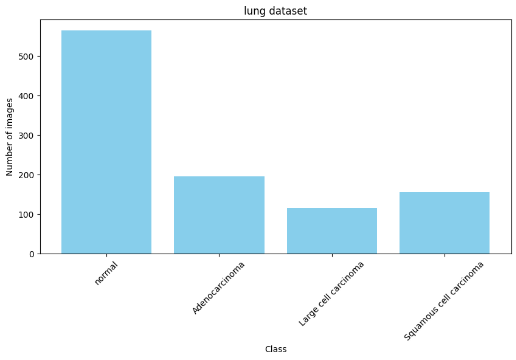 lung dataset
Number of images
500
400
300
200
100
0
normal
Adenocarcinoma
Large cell carcinoma
Squamous cell carcinoma
Class